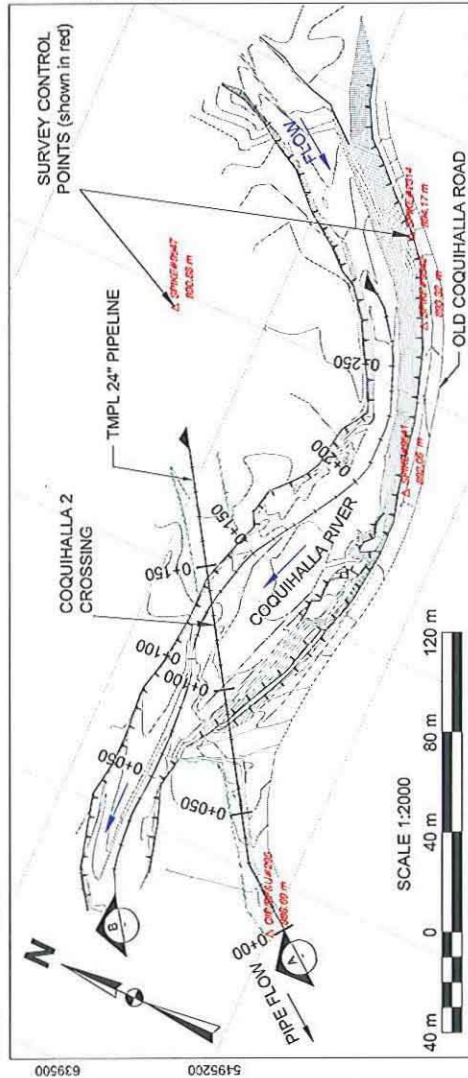 SURVEY CONTROL
POINTS (shown in red)
TMPL 24" PIPELINE
COQUIHALLA 2
CROSSING
FLOW
0+250
0+200
0+150
0+150
0+100
0+100
0+050
0+050
0+00
COQUIHALLA RIVER
OLD COQUIHALLA ROAD
N
B
A
PIPE FLOW
SCALE 1:2000
40 m
0
40 m
80 m
120 m
639500
5495200